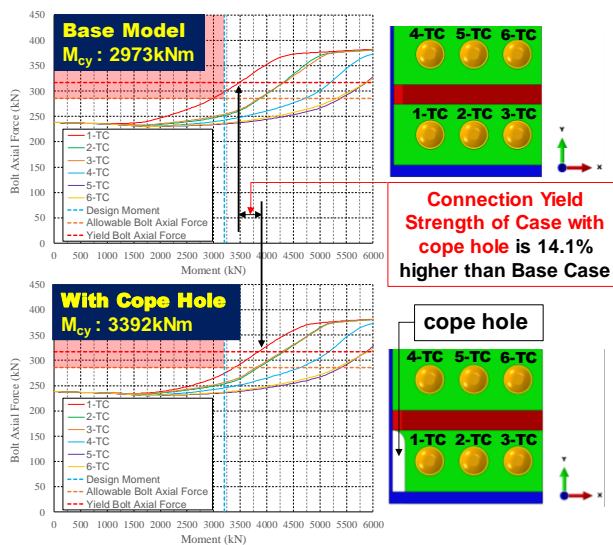 Base Model
Mcy : 2973kNm
Bolt Axial Force (kN)
450
400
350
300
250
200
150
100
50
0
1-TC
2-TC
3-TC
4-TC
5-TC
6-TC
Design Moment
Allowable Bolt Axial Force
Yield Bolt Axial Force
0 500 1000 1500 2000 2500 3000 3500 4000 4500 5000 5500 6000
Moment (kN)
4-TC 5-TC 6-TC
1-TC 2-TC 3-TC
Y
X
Connection Yield
Strength of Case with
cope hole is 14.1%
higher than Base Case
With Cope Hole
Mcy : 3392kNm
Bolt Axial Force (kN)
450
400
350
300
250
200
150
100
50
0
1-TC
2-TC
3-TC
4-TC
5-TC
6-TC
Design Moment
Allowable Bolt Axial Force
Yield Bolt Axial Force
0 500 1000 1500 2000 2500 3000 3500 4000 4500 5000 5500 6000
Moment (kN)
cope hole
4-TC 5-TC 6-TC
1-TC 2-TC 3-TC
Y
X